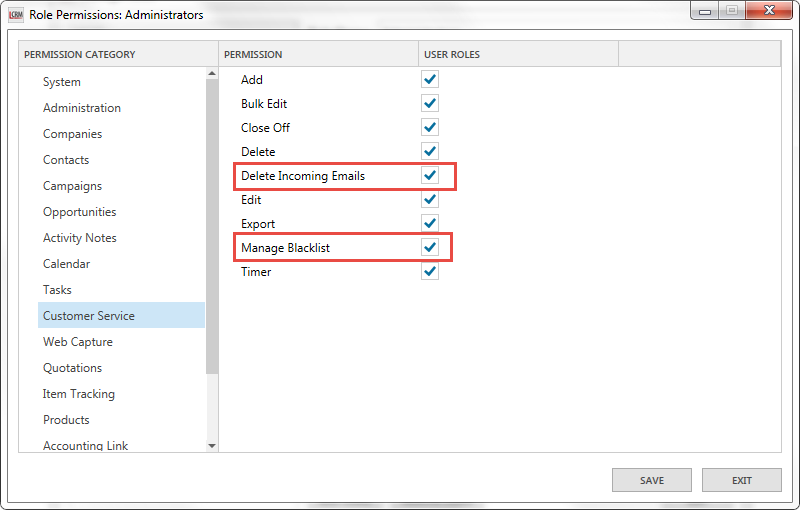 LCRM Role Permissions: Administrators
PERMISSION CATEGORY PERMISSION USER ROLES
System
Administration
Companies
Contacts
Campaigns
Opportunities
Activity Notes
Calendar
Tasks
Customer Service
Web Capture
Quotations
Item Tracking
Products
Accounting Link
Add
Bulk Edit
Close Off
Delete
Delete Incoming Emails
Edit
Export
Manage Blacklist
Timer
SAVE EXIT